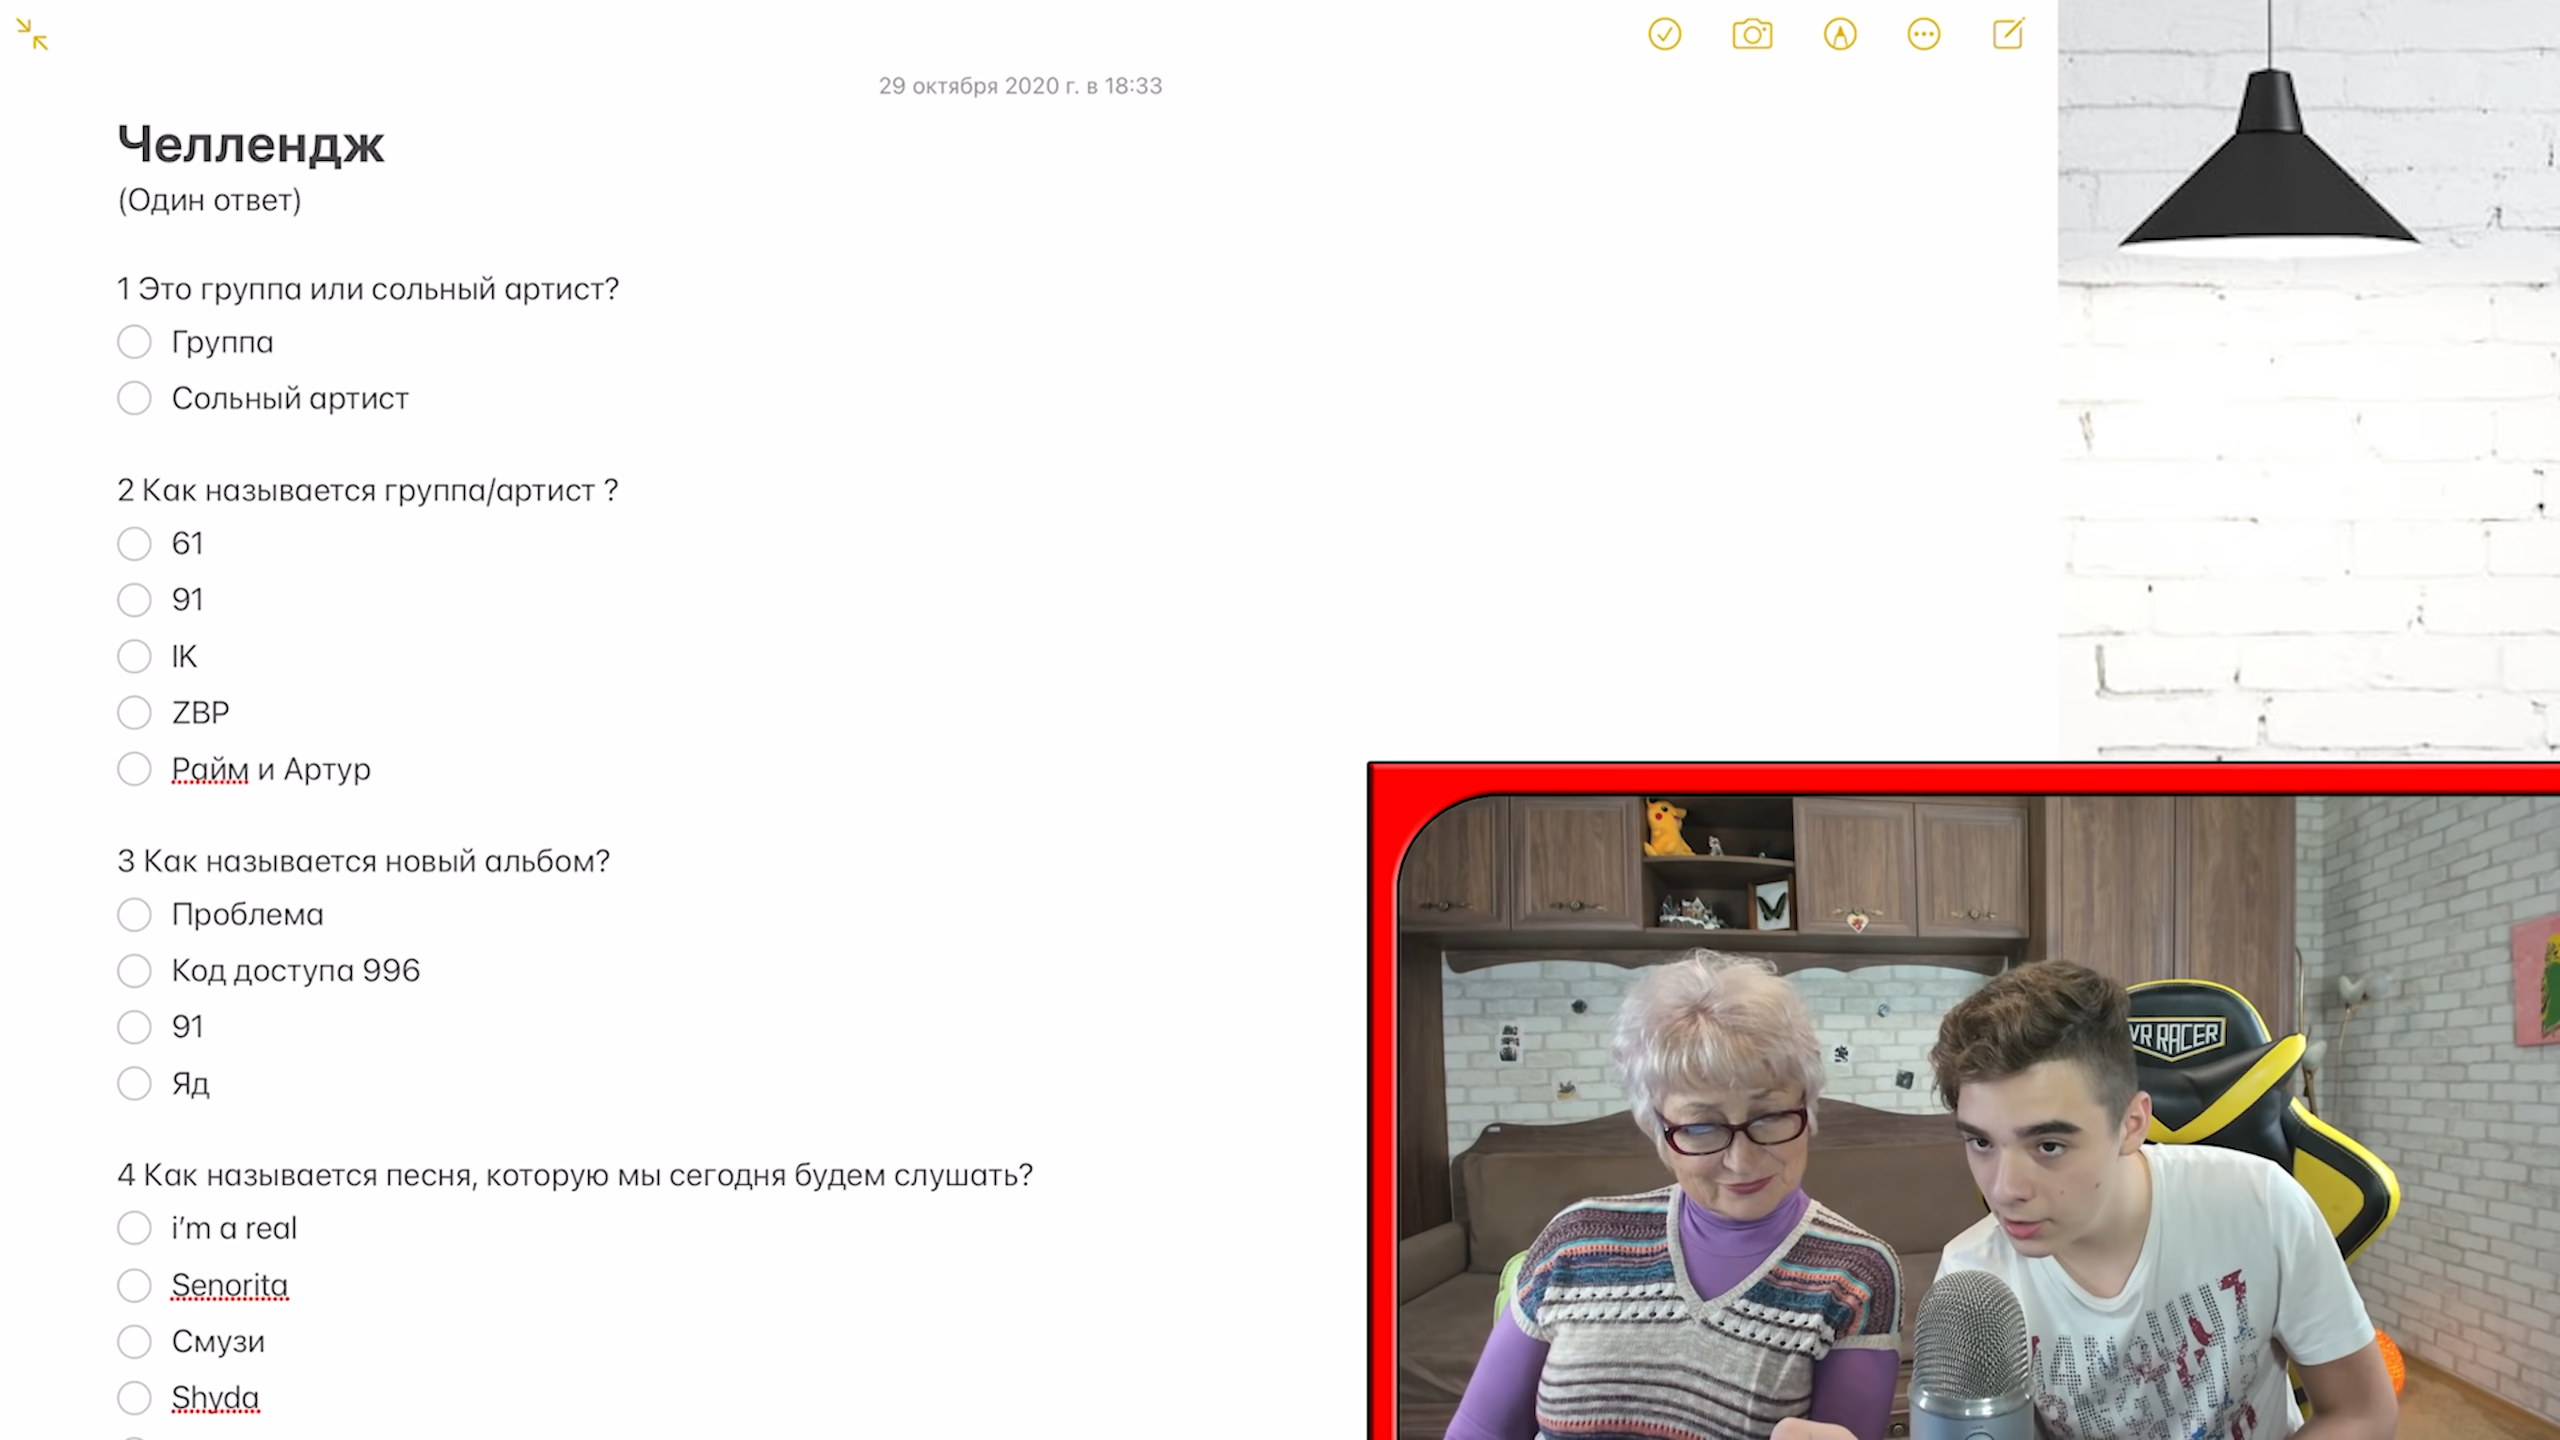 29 октября 2020 г. в 18:33
Челлендж
(Один ответ)
1 Это группа или сольный артист?
Группа
Сольный артист
2 Как называется группа/артист ?
61
91
IK
ZBP
Райм и Артур
3 Как называется новый альбом?
Проблема
Код доступа 996
91
Яд
4 Как называется песня, которую мы сегодня будем слушать?
i’m a real
Senorita
Смузи
Shyda
VR RACER